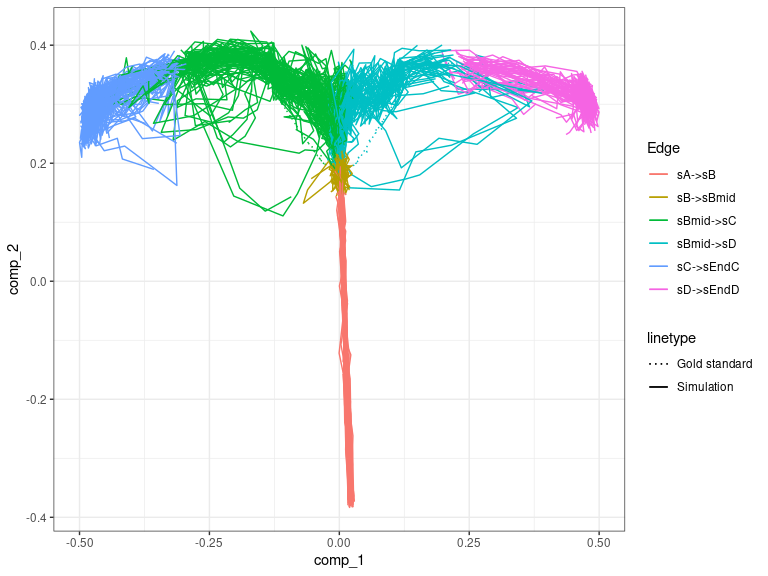 0.4
0.2
0.0
-0.2
-0.4
comp_2
-0.50
-0.25
0.00
0.25
0.50
comp_1
Edge
sA->sB
sB->sBmid
sBmid->sC
sBmid->sD
sC->sEndC
sD->sEndD
linetype
Gold standard
Simulation